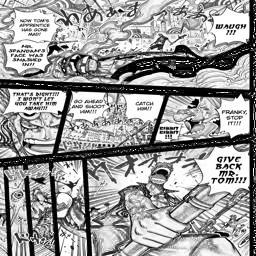 NOW TOM'S
APPRENTICE
HAS GONE
MAD!
MR.
SPANDAM'S
FACE WAS
SMASHED
IN!!
WAUGH
!!!
THAT'S RIGHT!!!
I WON'T LET
YOU TAKE HIM
AWAY!!!
GO AHEAD
AND SHOOT
HIM!!!
CATCH
HIM!!
FRANKY,
STOP
IT!!!
GIVE
BACK
MR.
TOM!!!